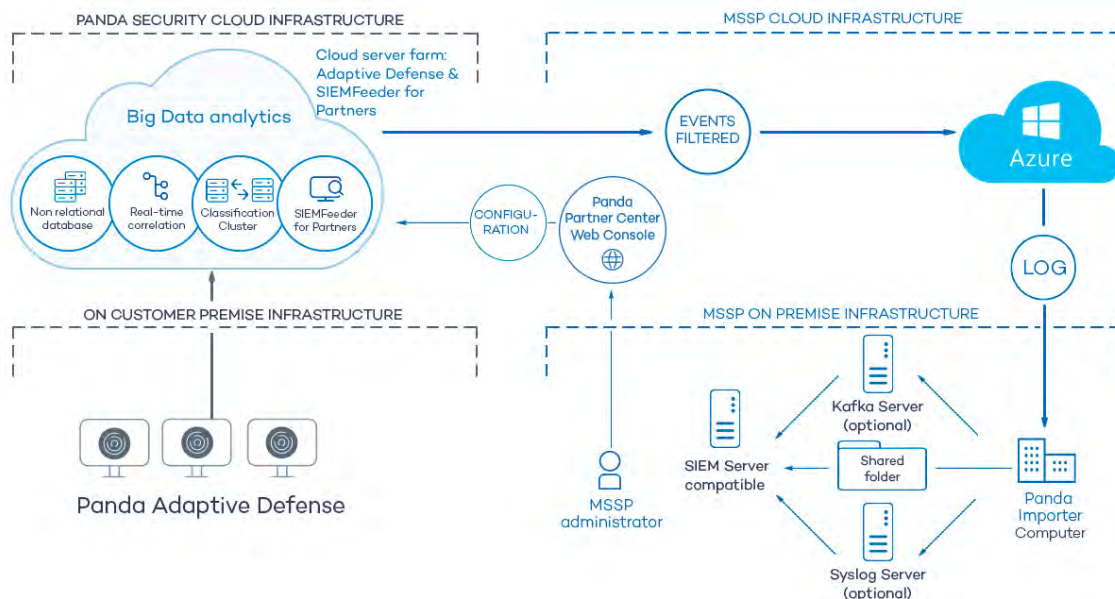 PANDA SECURITY CLOUD INFRASTRUCTURE
MSSP CLOUD INFRASTRUCTURE
Cloud server farm:
Adaptive Defense &
SIEMFeeder for
Partners
Big Data analytics
EVENTS
FILTERED
Azure
Non relational
database
Real-time
correlation
Classification
Cluster
SIEMFeeder
for Partners
CONFIGU-
RATION
Panda
Partner Center
Web Console
LOG
ON CUSTOMER PREMISE INFRASTRUCTURE
MSSP ON PREMISE INFRASTRUCTURE
Panda Adaptive Defense
MSSP
administrator
SIEM Server
compatible
Kafka Server
(optional)
Shared
folder
Syslog Server
(optional)
Panda
Importer
Computer